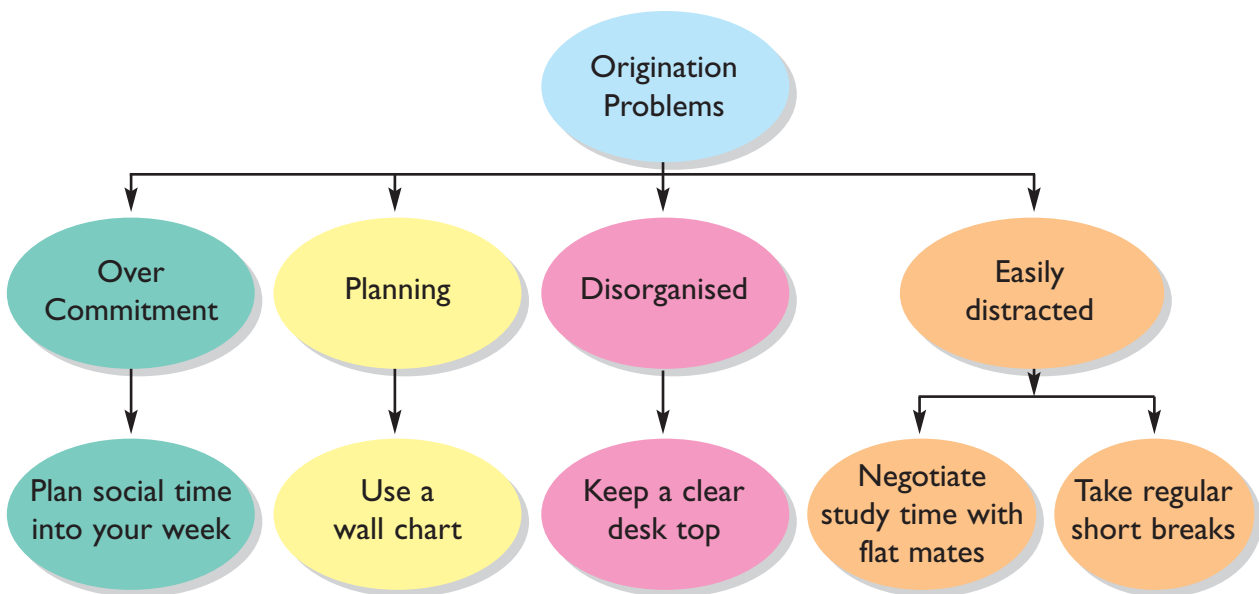 Origination
Problems
Over
Commitment
Planning
Disorganised
Easily
distracted
Plan social time
into your week
Use a
wall chart
Keep a clear
desk top
Negotiate
study time with
flat mates
Take regular
short breaks